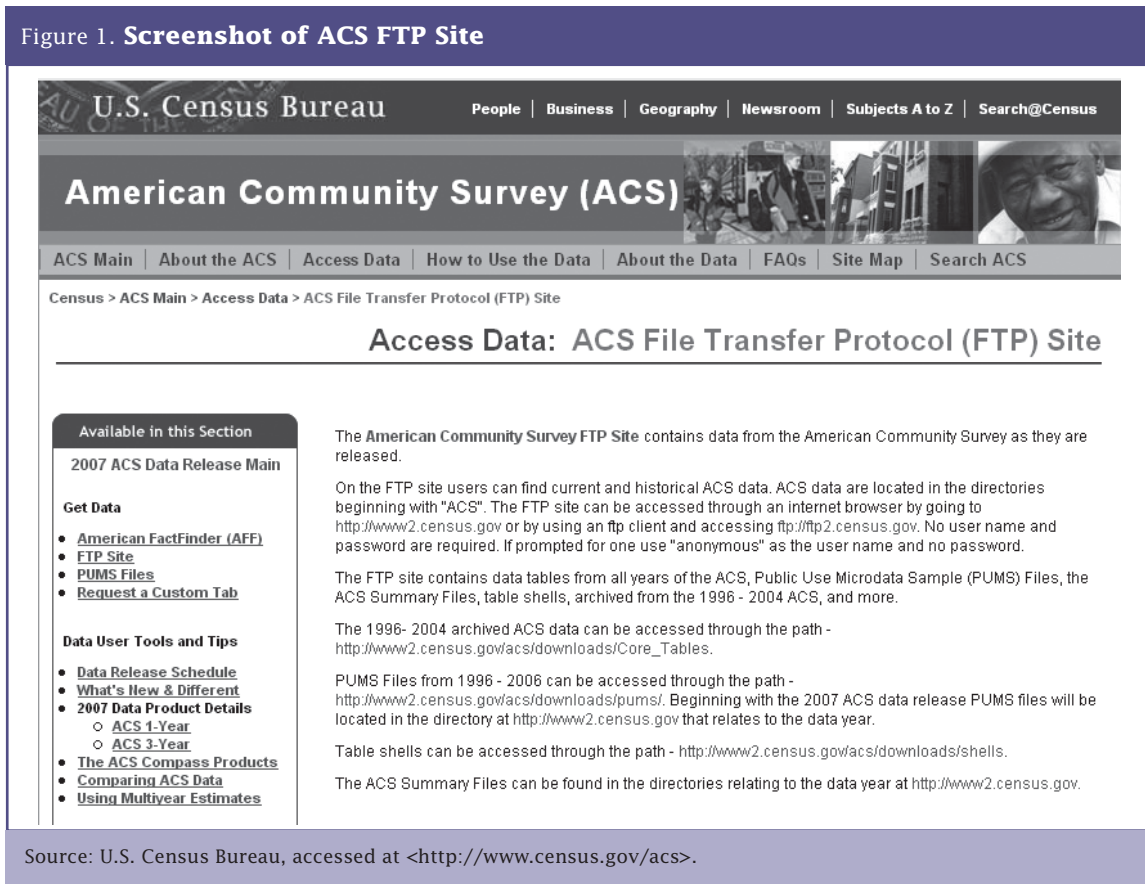 Figure 1. Screenshot of ACS FTP Site
U.S. Census Bureau
People | Business | Geography | Newsroom | Subjects A to Z | Search@Census
American Community Survey (ACS)
ACS Main | About the ACS | Access Data | How to Use the Data | About the Data | FAQs | Site Map | Search ACS
Census > ACS Main > Access Data > ACS File Transfer Protocol (FTP) Site
Access Data: ACS File Transfer Protocol (FTP) Site
Available in this Section
2007 ACS Data Release Main
Get Data
• American FactFinder (AFF)
• FTP Site
• PUMS Files
• Request a Custom Tab
Data User Tools and Tips
• Data Release Schedule
• What's New & Different
• 2007 Data Product Details
○ ACS 1-Year
○ ACS 3-Year
• The ACS Compass Products
• Comparing ACS Data
• Using Multiyear Estimates
The American Community Survey FTP Site contains data from the American Community Survey as they are
released.
On the FTP site users can find current and historical ACS data. ACS data are located in the directories
beginning with "ACS". The FTP site can be accessed through an internet browser by going to
http://www2.census.gov or by using an ftp client and accessing ftp://ftp2.census.gov. No user name and
password are required. If prompted for one use "anonymous" as the user name and no password.
The FTP site contains data tables from all years of the ACS, Public Use Microdata Sample (PUMS) Files, the
ACS Summary Files, table shells, archived from the 1996 - 2004 ACS, and more.
The 1996- 2004 archived ACS data can be accessed through the path -
http://www2.census.gov/acs/downloads/Core_Tables.
PUMS Files from 1996 - 2006 can be accessed through the path -
http://www2.census.gov/acs/downloads/pums/. Beginning with the 2007 ACS data release PUMS files will be
located in the directory at http://www2.census.gov that relates to the data year.
Table shells can be accessed through the path - http://www2.census.gov/acs/downloads/shells.
The ACS Summary Files can be found in the directories relating to the data year at http://www2.census.gov.
Source: U.S. Census Bureau, accessed at <http://www.census.gov/acs>.